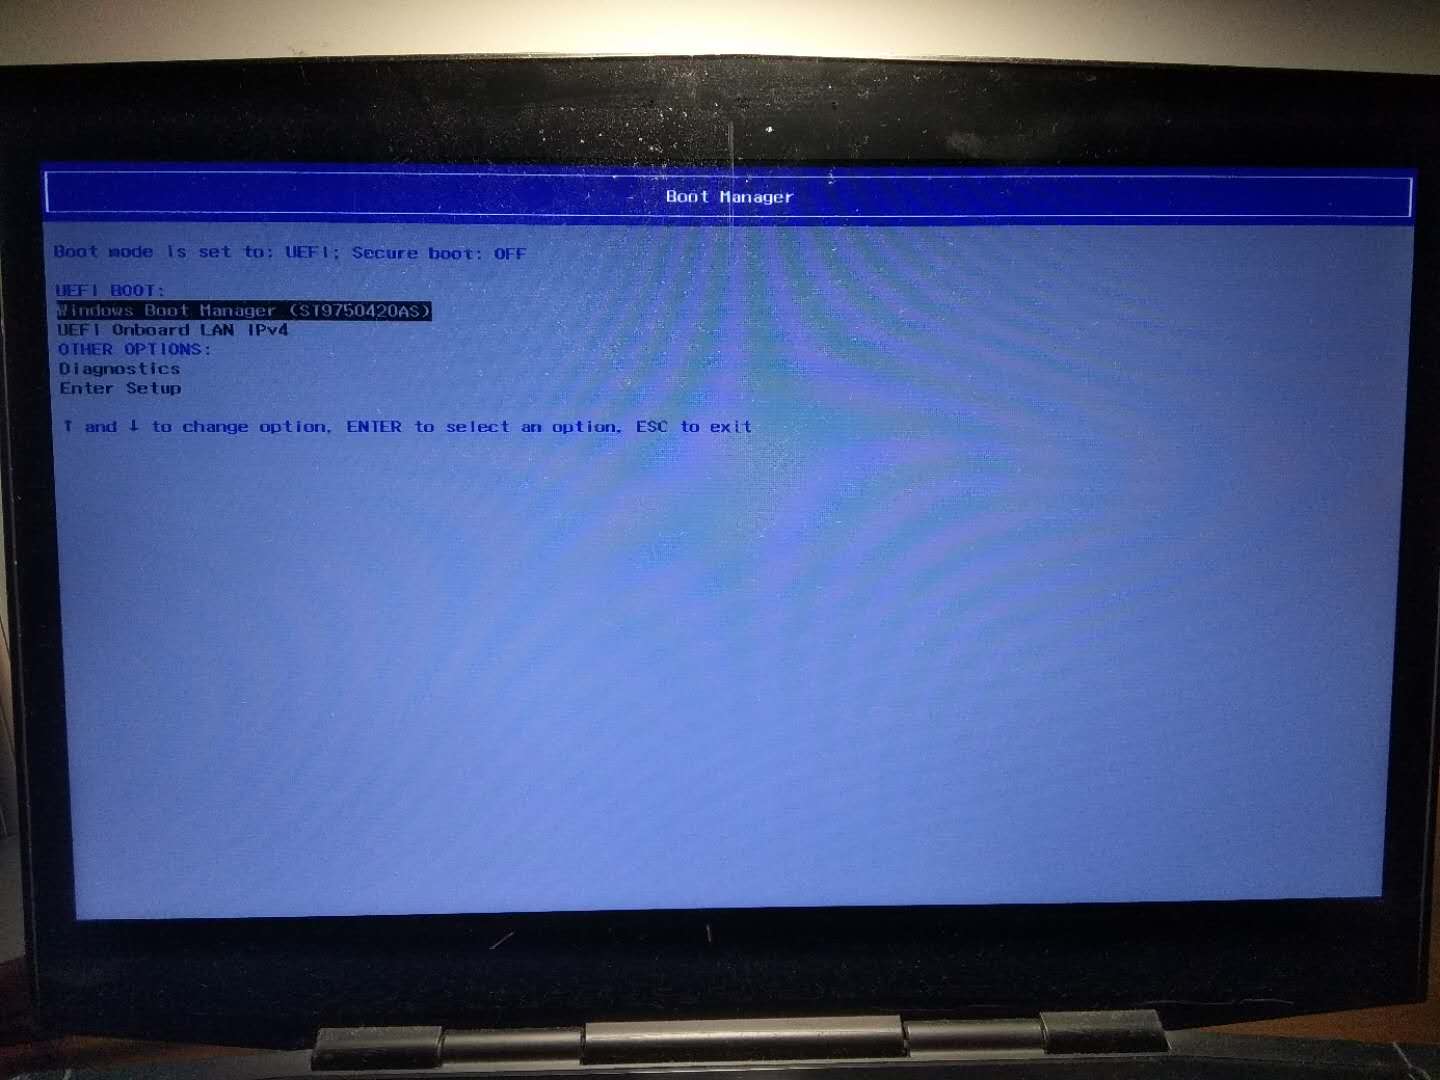 Boot Manager
Boot mode is set to: UEFI; Secure boot: OFF
UEFI BOOT:
Windows Boot Manager (ST9750420AS)
UEFI Onboard LAN IPv4
OTHER OPTIONS:
Diagnostics
Enter Setup
↑ and ↓ to change option, ENTER to select an option, ESC to exit